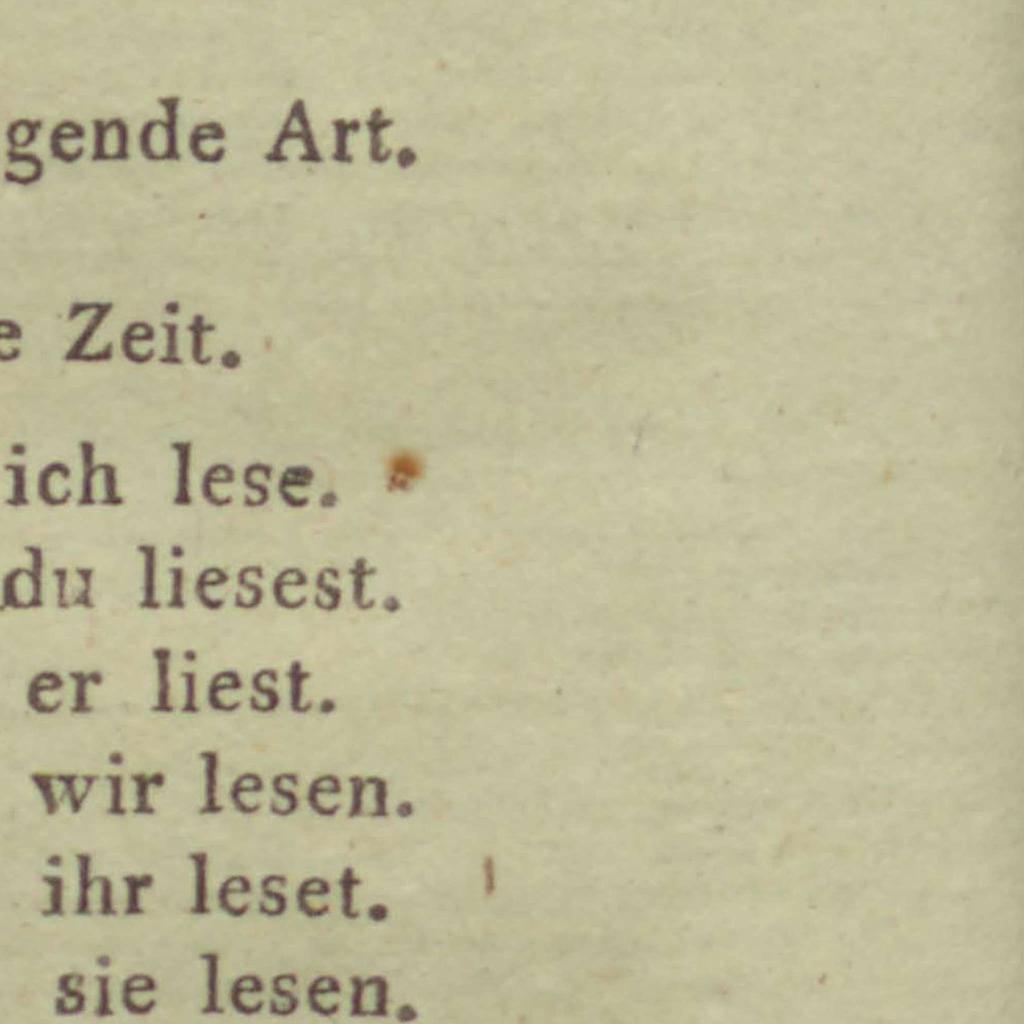 gende Art.
e Zeit.
ich lese.
du liesest.
er liest.
wir lesen.
ihr leset.
sie lesen.